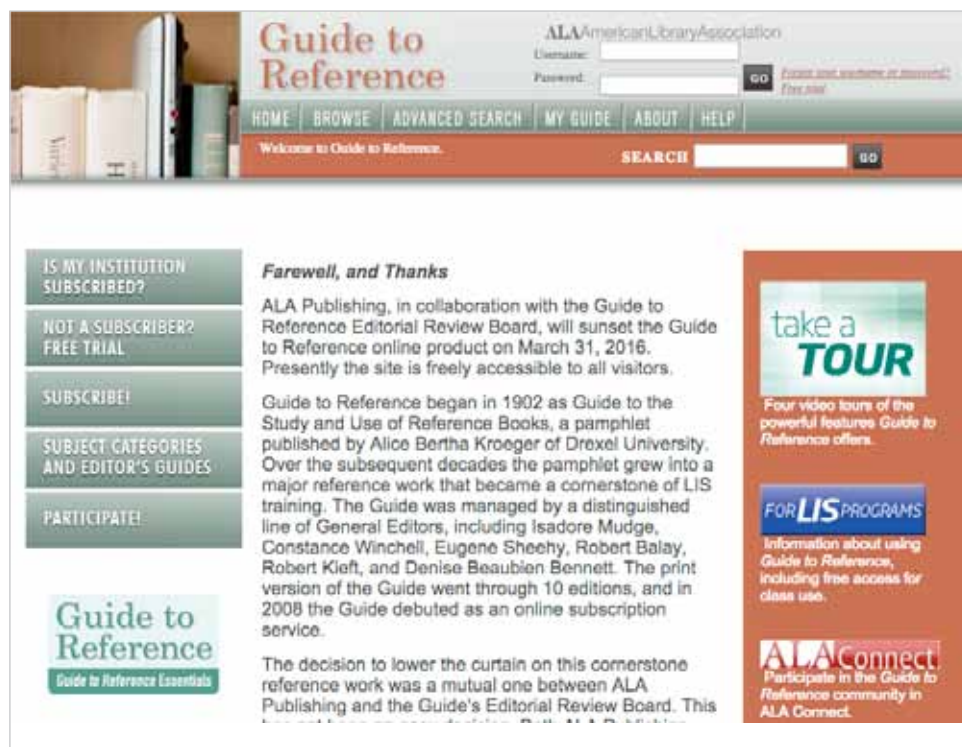 Guide to
Reference
ALAAmericanLibraryAssociation
Username:
Password:
GO
Forgot your username or password?
Free trial
HOME
BROWSE
ADVANCED SEARCH
MY GUIDE
ABOUT
HELP
Welcome to Guide to Reference.
SEARCH
GO
IS MY INSTITUTION
SUBSCRIBED?
NOT A SUBSCRIBER?
FREE TRIAL
SUBSCRIBE!
SUBJECT CATEGORIES
AND EDITOR'S GUIDES
PARTICIPATE!
Guide to
Reference
Guide to Reference Essentials
Farewell, and Thanks
ALA Publishing, in collaboration with the Guide to
Reference Editorial Review Board, will sunset the Guide
to Reference online product on March 31, 2016.
Presently the site is freely accessible to all visitors.
Guide to Reference began in 1902 as Guide to the
Study and Use of Reference Books, a pamphlet
published by Alice Bertha Kroeger of Drexel University.
Over the subsequent decades the pamphlet grew into a
major reference work that became a cornerstone of LIS
training. The Guide was managed by a distinguished
line of General Editors, including Isadore Mudge,
Constance Winchell, Eugene Sheehy, Robert Balay,
Robert Kieft, and Denise Beaubien Bennett. The print
version of the Guide went through 10 editions, and in
2008 the Guide debuted as an online subscription
service.
The decision to lower the curtain on this cornerstone
reference work was a mutual one between ALA
Publishing and the Guide's Editorial Review Board. This
take a
TOUR
Four video tours of the
powerful features Guide to
Reference offers.
FOR LIS PROGRAMS
Information about using
Guide to Reference,
including free access for
class use.
ALAConnect
Participate in the Guide to
Reference community in
ALA Connect.